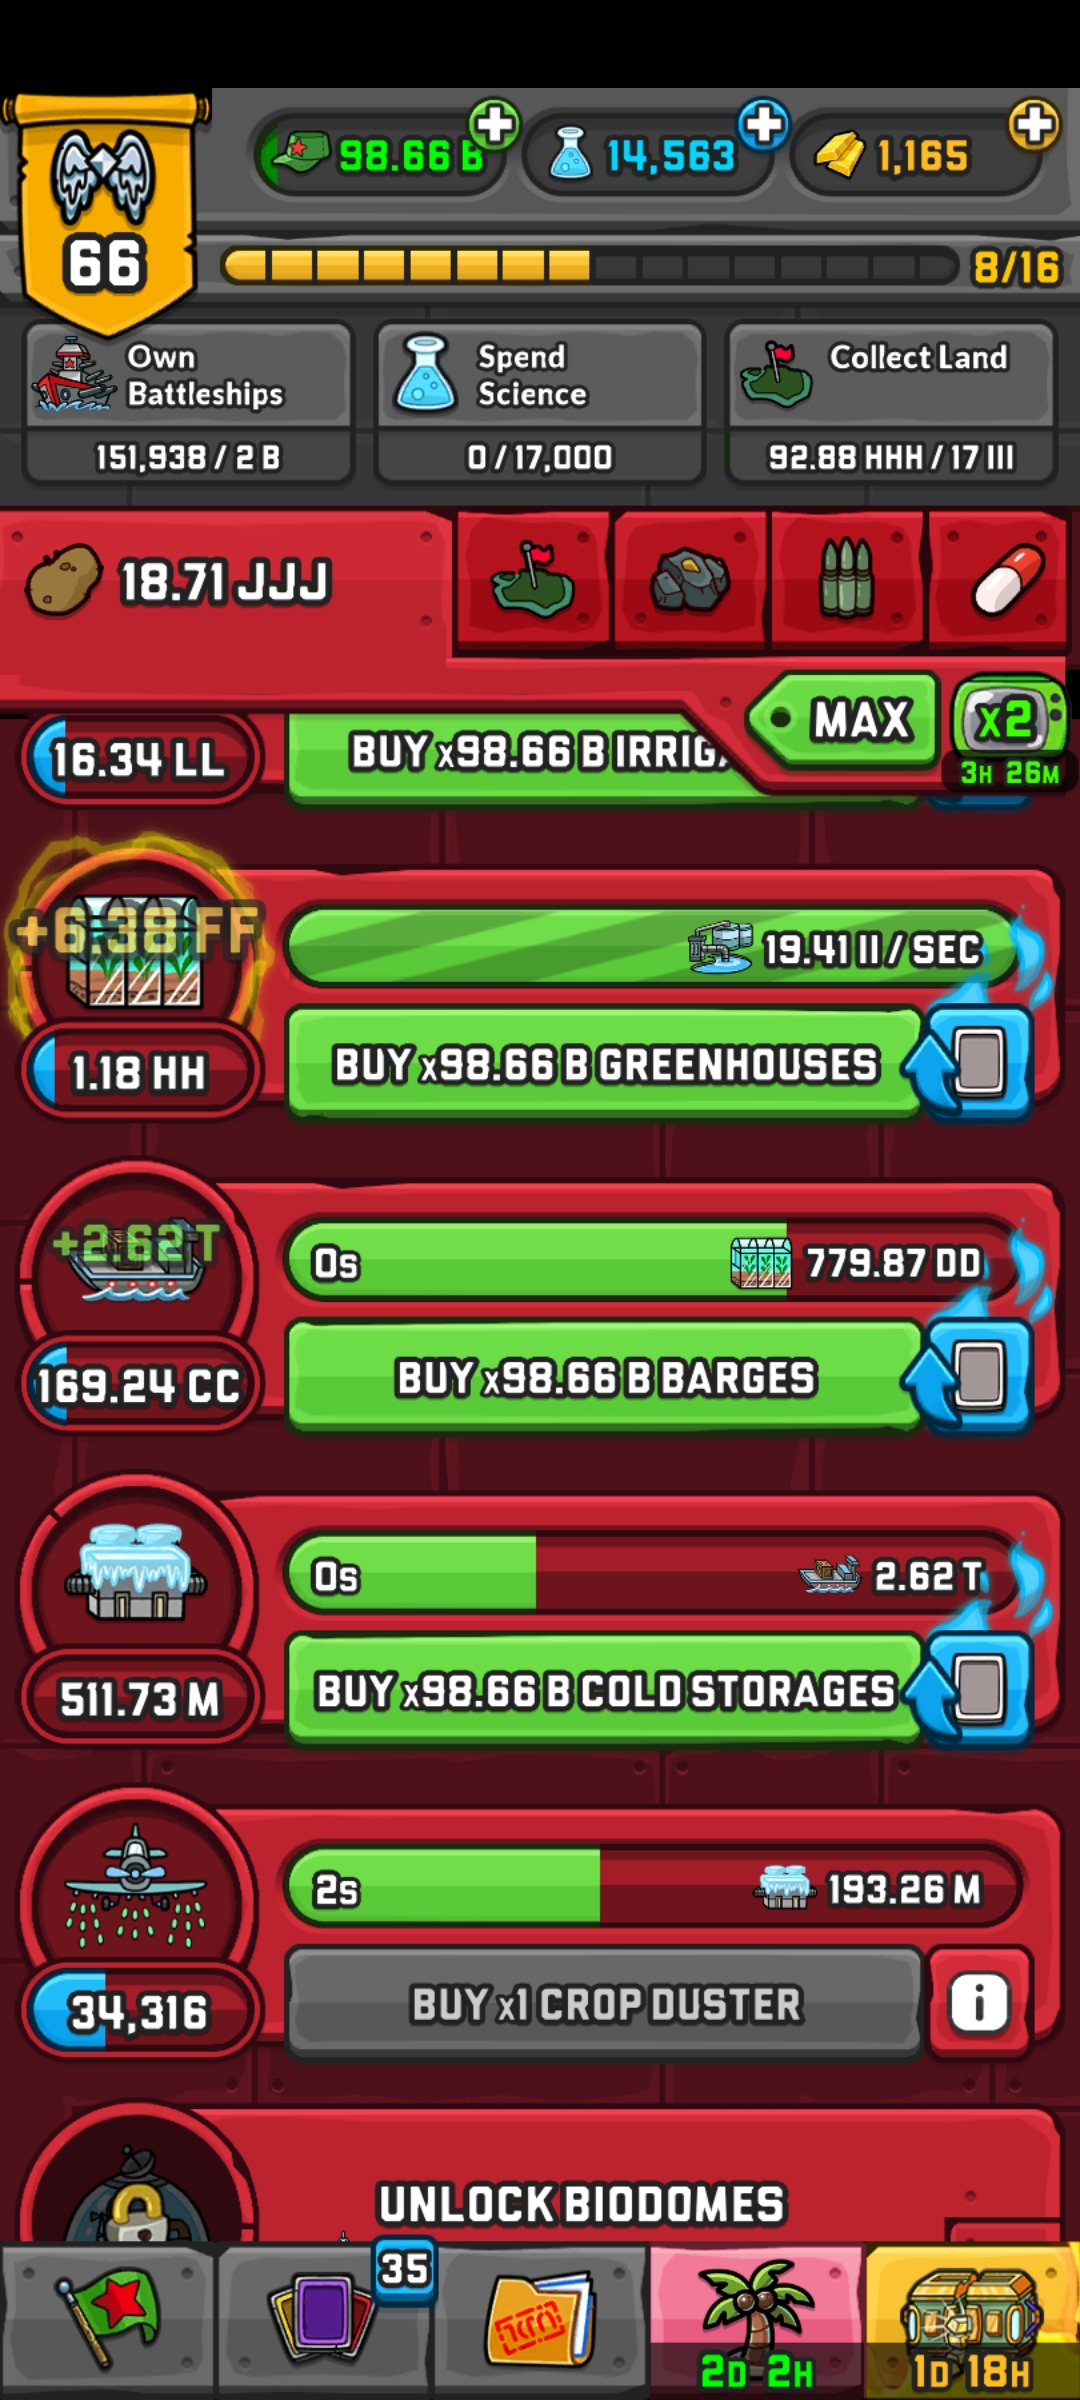 98.66 B
14,563
1,165
66
8/16
Own
Battleships
151,938 / 2 B
Spend
Science
0 / 17,000
Collect Land
92.88 HHH / 17 III
18.71 JJJ
MAX
x2
3H 26M
16.34 LL
BUY x98.66 B IRRIGA
+6.38 FF
19.41 II / SEC
1.18 HH
BUY x98.66 B GREENHOUSES
+2.62 T
0s
779.87 DD
169.24 CC
BUY x98.66 B BARGES
0s
2.62 T
511.73 M
BUY x98.66 B COLD STORAGES
2s
193.26 M
34,316
BUY x1 CROP DUSTER
i
UNLOCK BIODOMES
35
2D 2H
1D 18H